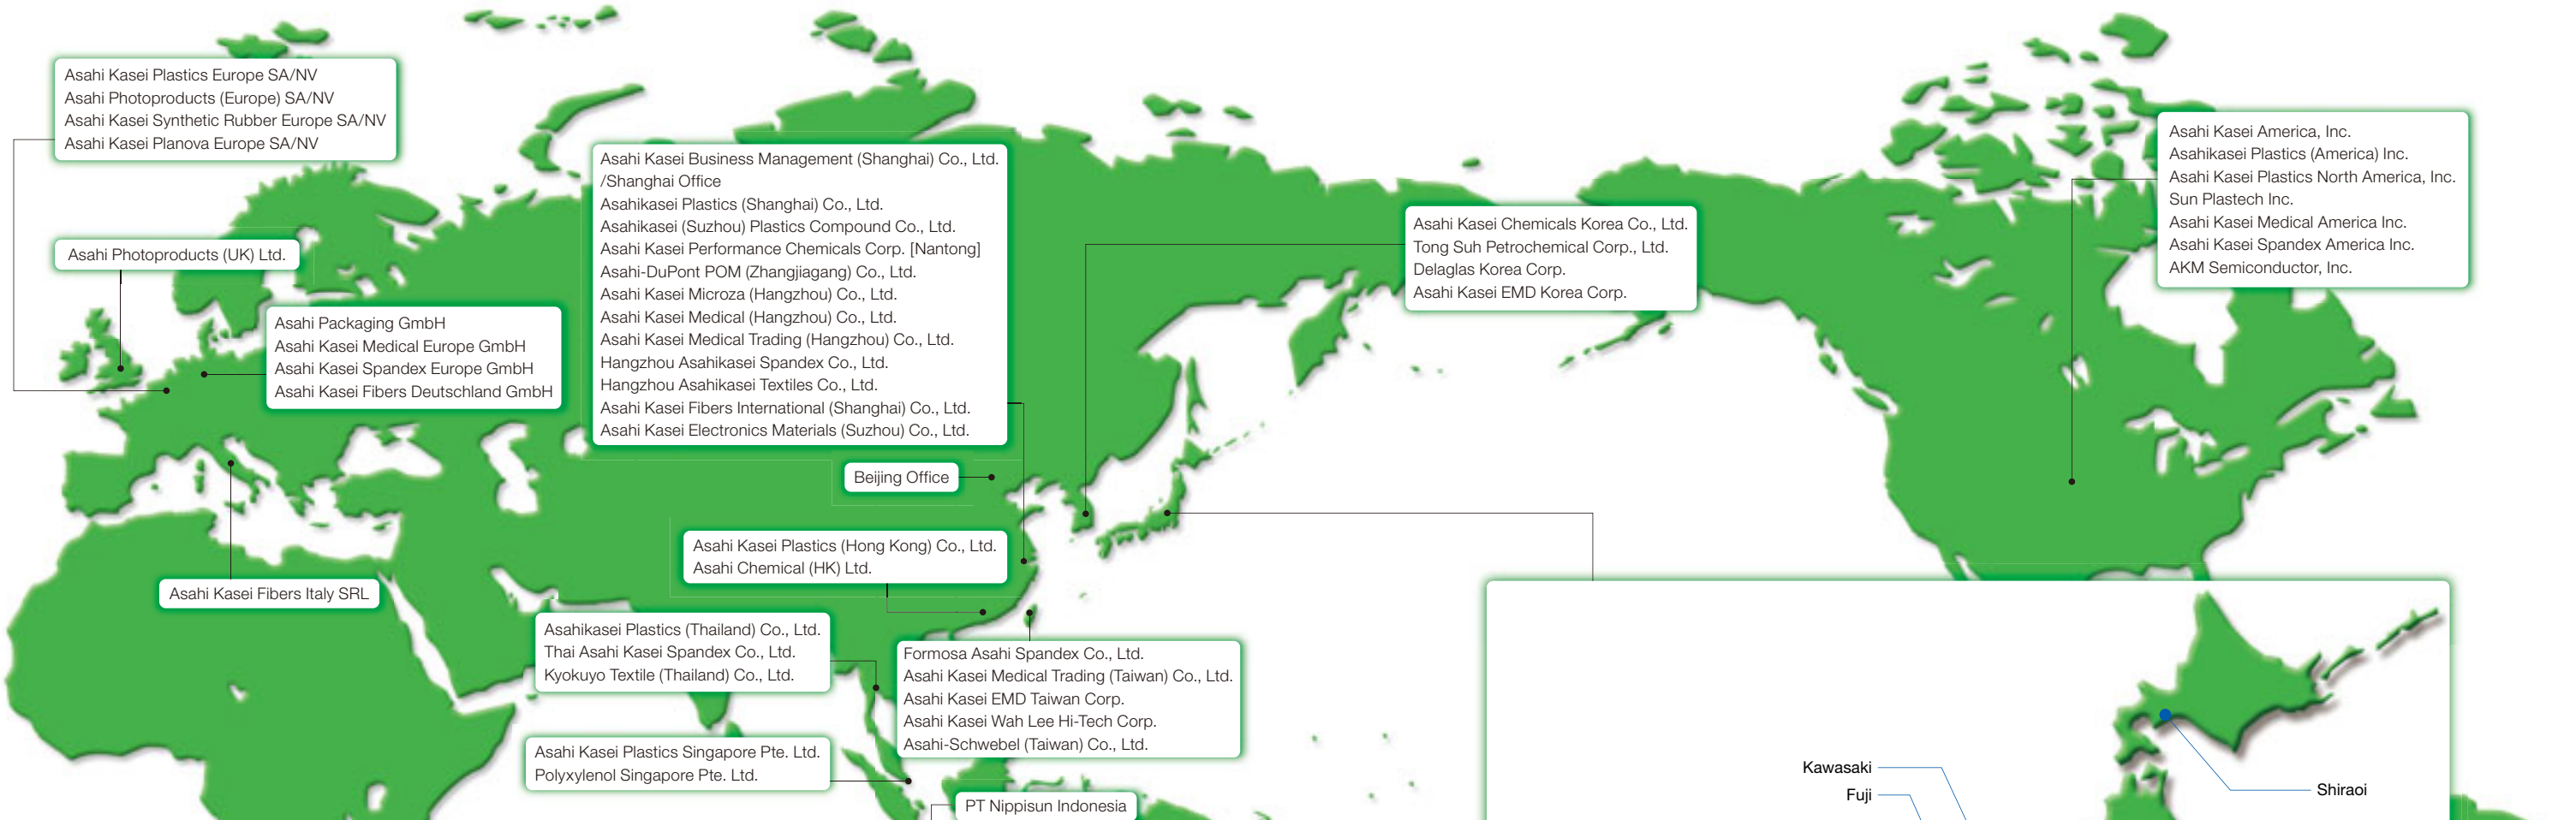 Asahi Kasei Plastics Europe SA/NV
Asahi Photoproducts (Europe) SA/NV
Asahi Kasei Synthetic Rubber Europe SA/NV
Asahi Kasei Planova Europe SA/NV
Asahi Photoproducts (UK) Ltd.
Asahi Packaging GmbH
Asahi Kasei Medical Europe GmbH
Asahi Kasei Spandex Europe GmbH
Asahi Kasei Fibers Deutschland GmbH
Asahi Kasei Fibers Italy SRL
Asahi Kasei Business Management (Shanghai) Co., Ltd.
/Shanghai Office
Asahikasei Plastics (Shanghai) Co., Ltd.
Asahikasei (Suzhou) Plastics Compound Co., Ltd.
Asahi Kasei Performance Chemicals Corp. [Nantong]
Asahi-DuPont POM (Zhangjiagang) Co., Ltd.
Asahi Kasei Microza (Hangzhou) Co., Ltd.
Asahi Kasei Medical (Hangzhou) Co., Ltd.
Asahi Kasei Medical Trading (Hangzhou) Co., Ltd.
Hangzhou Asahikasei Spandex Co., Ltd.
Hangzhou Asahikasei Textiles Co., Ltd.
Asahi Kasei Fibers International (Shanghai) Co., Ltd.
Asahi Kasei Electronics Materials (Suzhou) Co., Ltd.
Beijing Office
Asahi Kasei Plastics (Hong Kong) Co., Ltd.
Asahi Chemical (HK) Ltd.
Asahikasei Plastics (Thailand) Co., Ltd.
Thai Asahi Kasei Spandex Co., Ltd.
Kyokuyo Textile (Thailand) Co., Ltd.
Formosa Asahi Spandex Co., Ltd.
Asahi Kasei Medical Trading (Taiwan) Co., Ltd.
Asahi Kasei EMD Taiwan Corp.
Asahi Kasei Wah Lee Hi-Tech Corp.
Asahi-Schwebel (Taiwan) Co., Ltd.
Asahi Kasei Plastics Singapore Pte. Ltd.
Polyxylenol Singapore Pte. Ltd.
PT Nippisun Indonesia
Asahi Kasei Chemicals Korea Co., Ltd.
Tong Suh Petrochemical Corp., Ltd.
Delaglas Korea Corp.
Asahi Kasei EMD Korea Corp.
Asahi Kasei America, Inc.
Asahikasei Plastics (America) Inc.
Asahi Kasei Plastics North America, Inc.
Sun Plastech Inc.
Asahi Kasei Medical America Inc.
Asahi Kasei Spandex America Inc.
AKM Semiconductor, Inc.
Kawasaki
Fuji
Shiraoi